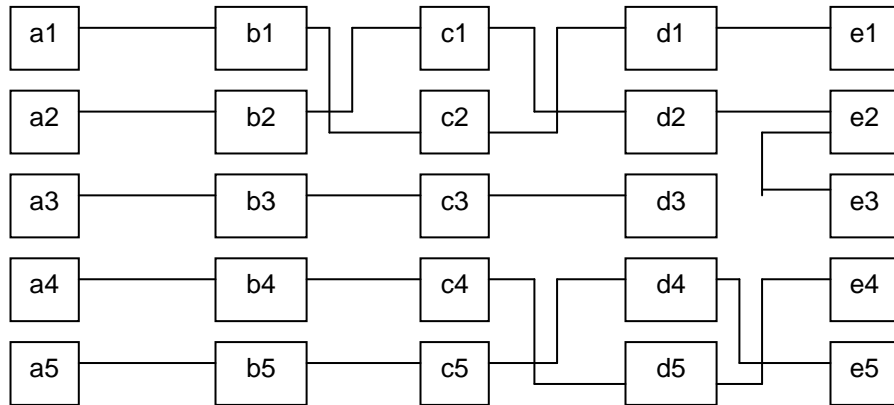 a1 b1 c1 d1 e1
a2 b2 c2 d2 e2
a3 b3 c3 d3 e3
a4 b4 c4 d4 e4
a5 b5 c5 d5 e5